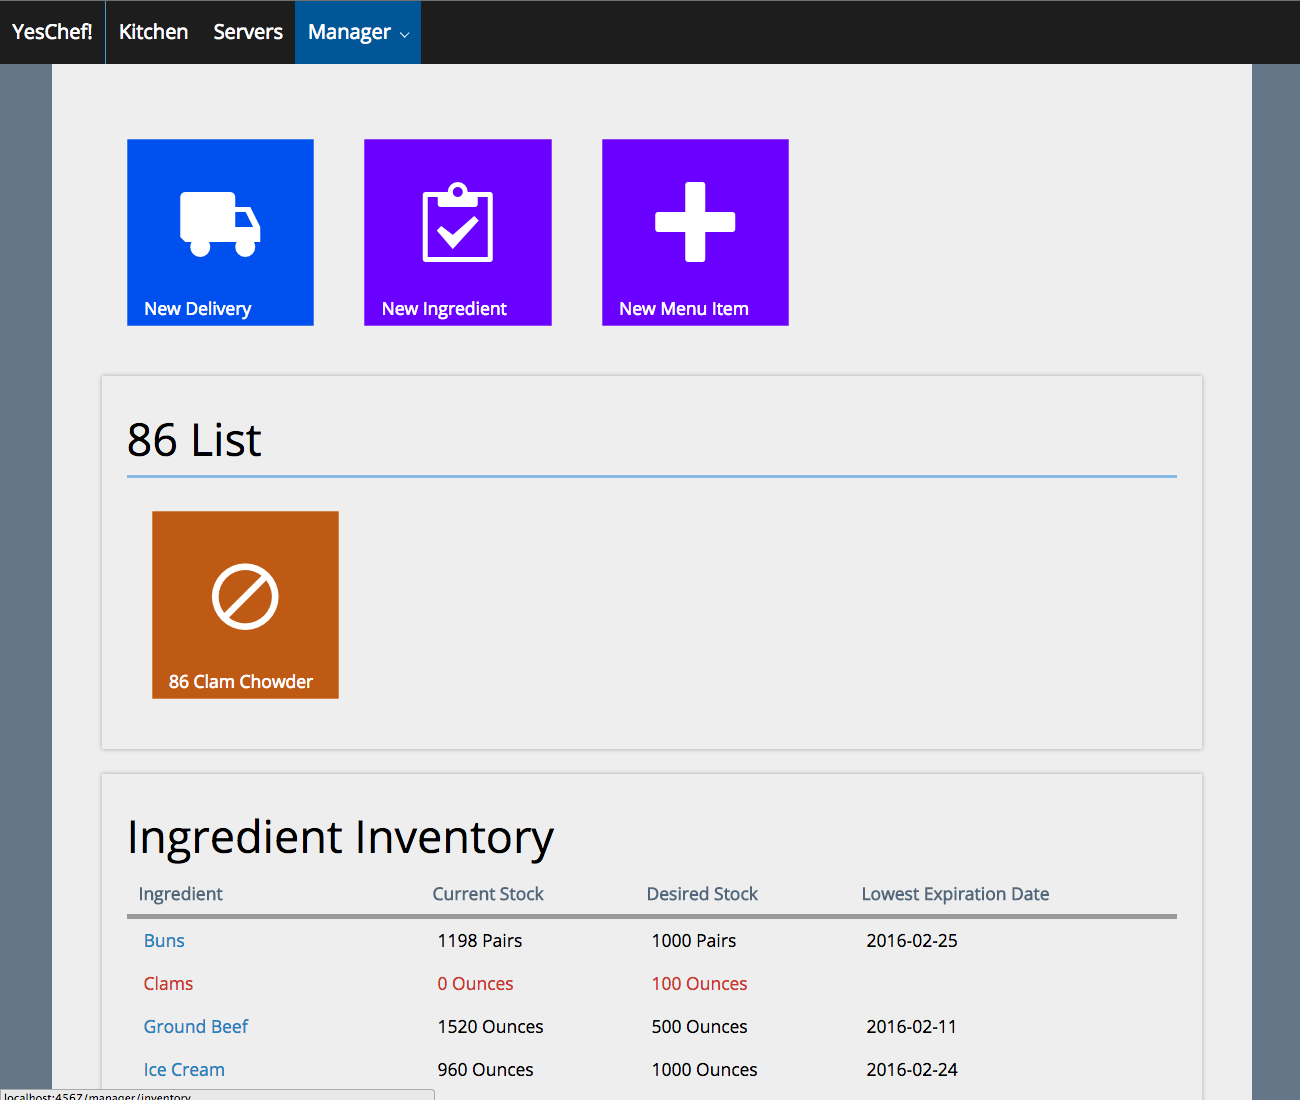 YesChef! Kitchen Servers Manager
New Delivery New Ingredient New Menu Item
86 List
86 Clam Chowder
Ingredient Inventory
Ingredient Current Stock Desired Stock Lowest Expiration Date
Buns 1198 Pairs 1000 Pairs 2016-02-25
Clams 0 Ounces 100 Ounces
Ground Beef 1520 Ounces 500 Ounces 2016-02-11
Ice Cream 960 Ounces 1000 Ounces 2016-02-24
localhost:4567/manager/inventory